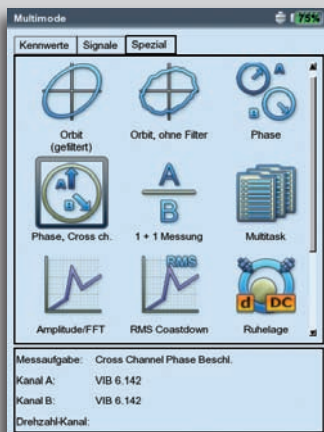 Multimode 75%
Kennwerte Signale Spezial
A
B
Orbit
(gefiltert)
Orbit, ohne Filter
Phase
A
B
A
B
Phase, Cross ch.
1 + 1 Messung
Multitask
RMS
d DC
Amplitude/FFT
RMS Coastdown
Ruhelage
Messaufgabe: Cross Channel Phase Beschl.
Kanal A: VIB 6.142
Kanal B: VIB 6.142
Drehzahl-Kanal: